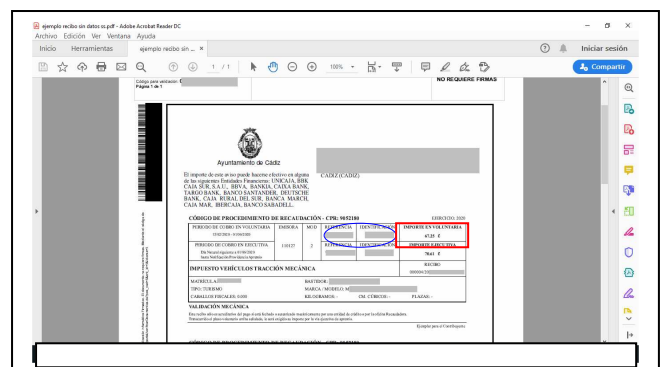 ejemplo recibo sin datos ss.pdf - Adobe Acrobat Reader DC
Archivo Edición Ver Ventana Ayuda
Inicio Herramientas ejemplo recibo sin ... × Iniciar sesión
1 / 1 100% Compartir
Código para validación:
Página 1 de 1
NO REQUIERE FIRMAS
Ayuntamiento de Cádiz
El importe de este aviso puede hacerse efectivo en alguna
de las siguientes Entidades Financieras: UNICAJA, BBK
CAJA SUR, S.A.U., BBVA, BANKIA, CAIXA BANK,
TARGO BANK, BANCO SANTANDER, DEUTSCHE
BANK, CAJA RURAL DEL SUR, BANCA MARCH,
CAJA MAR, IBERCAJA, BANCO SABADELL.
CADIZ (CADIZ)
CÓDIGO DE PROCEDIMIENTO DE RECAUDACIÓN - CPR: 9052180 EJERCICIO: 2020
PERIODO DE COBRO EN VOLUNTARIA EMISORA MOD REFERENCIA IDENTIFICACIÓN IMPORTE EN VOLUNTARIA
67,25 €
PERIODO DE COBRO EN EJECUTIVA 110127 2 REFERENCIA IDENTIFICACIÓN IMPORTE EJECUTIVA
70,61 €
IMPUESTO VEHÍCULOS TRACCIÓN MECÁNICA RECIBO
MATRÍCULA: BASTIDOR:
TIPO: TURISMO MARCA / MODELO:
CABALLOS FISCALES: 0.000 KILOGRAMOS: - CM. CÚBICOS: - PLAZAS: -
VALIDACIÓN MECÁNICA
Ejemplar para el Contribuyente